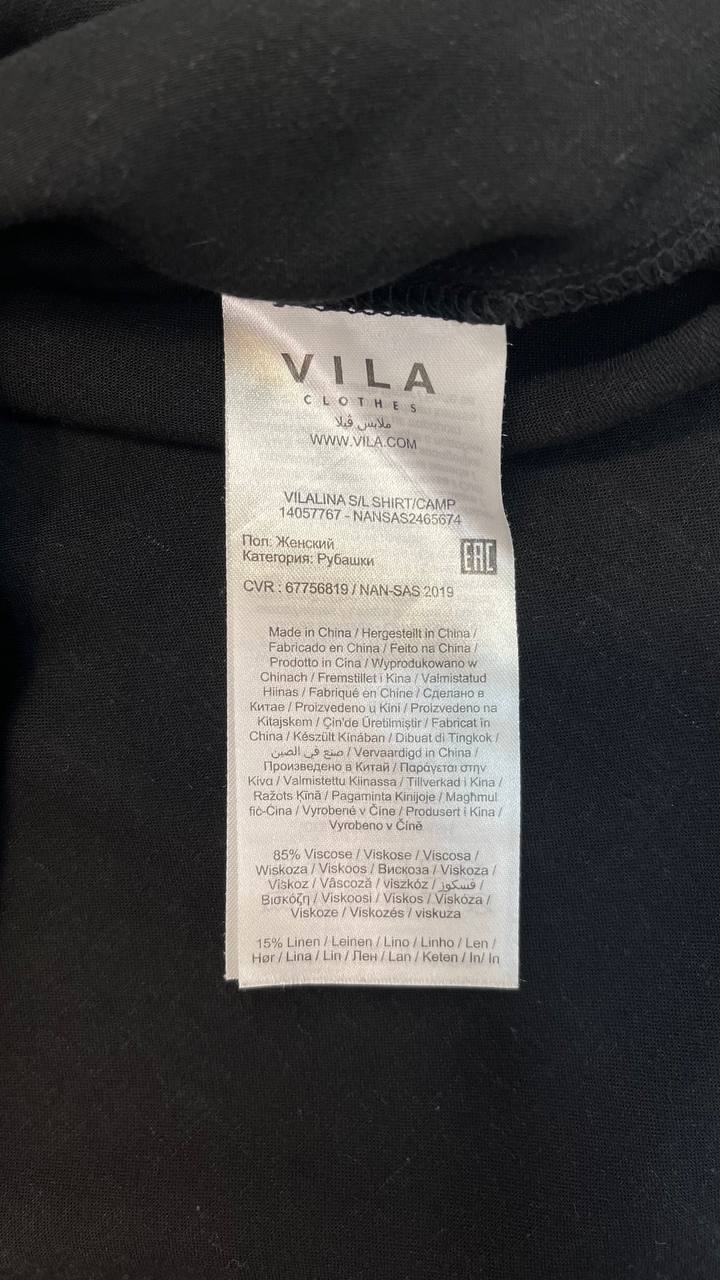 VILA
CLOTHES
ملابس ڤيلا
WWW.VILA.COM
VILALINA S/L SHIRT/CAMP
14057767 - NANSAS2465674
Пол: Женский
Категория: Рубашки
EAC
CVR : 67756819 / NAN-SAS 2019
Made in China / Hergestellt in China /
Fabricado en China / Feito na China /
Prodotto in Cina / Wyprodukowano w
Chinach / Fremstillet i Kina / Valmistatud
Hiinas / Fabriqué en Chine / Сделано в
Китае / Proizvedeno u Kini / Proizvedeno na
Kitajskem / Çin'de Üretilmiştir / Fabricat în
China / Készült Kínában / Dibuat di Tingkok /
صنع في الصين / Vervaardigd in China /
Произведено в Китай / Παράγεται στην
Κίνα / Valmistettu Kiinassa / Tillverkad i Kina /
Ražots Ķīnā / Pagaminta Kinijoje / Magħmul
fiċ-Ċina / Vyrobené v Číne / Produsert i Kina /
Vyrobeno v Číně
85% Viscose / Viskose / Viscosa /
Wiskoza / Viskoos / Вискоза / Viskoza /
Viskoz / Vâscoză / viszkóz / فسكوز /
Βισκόζη / Viskoosi / Viskos / Viskóza /
Viskoze / Viskozės / viskuza
15% Linen / Leinen / Lino / Linho / Len /
Hør / Lina / Lin / Лен / Lan / Keten / In/ In